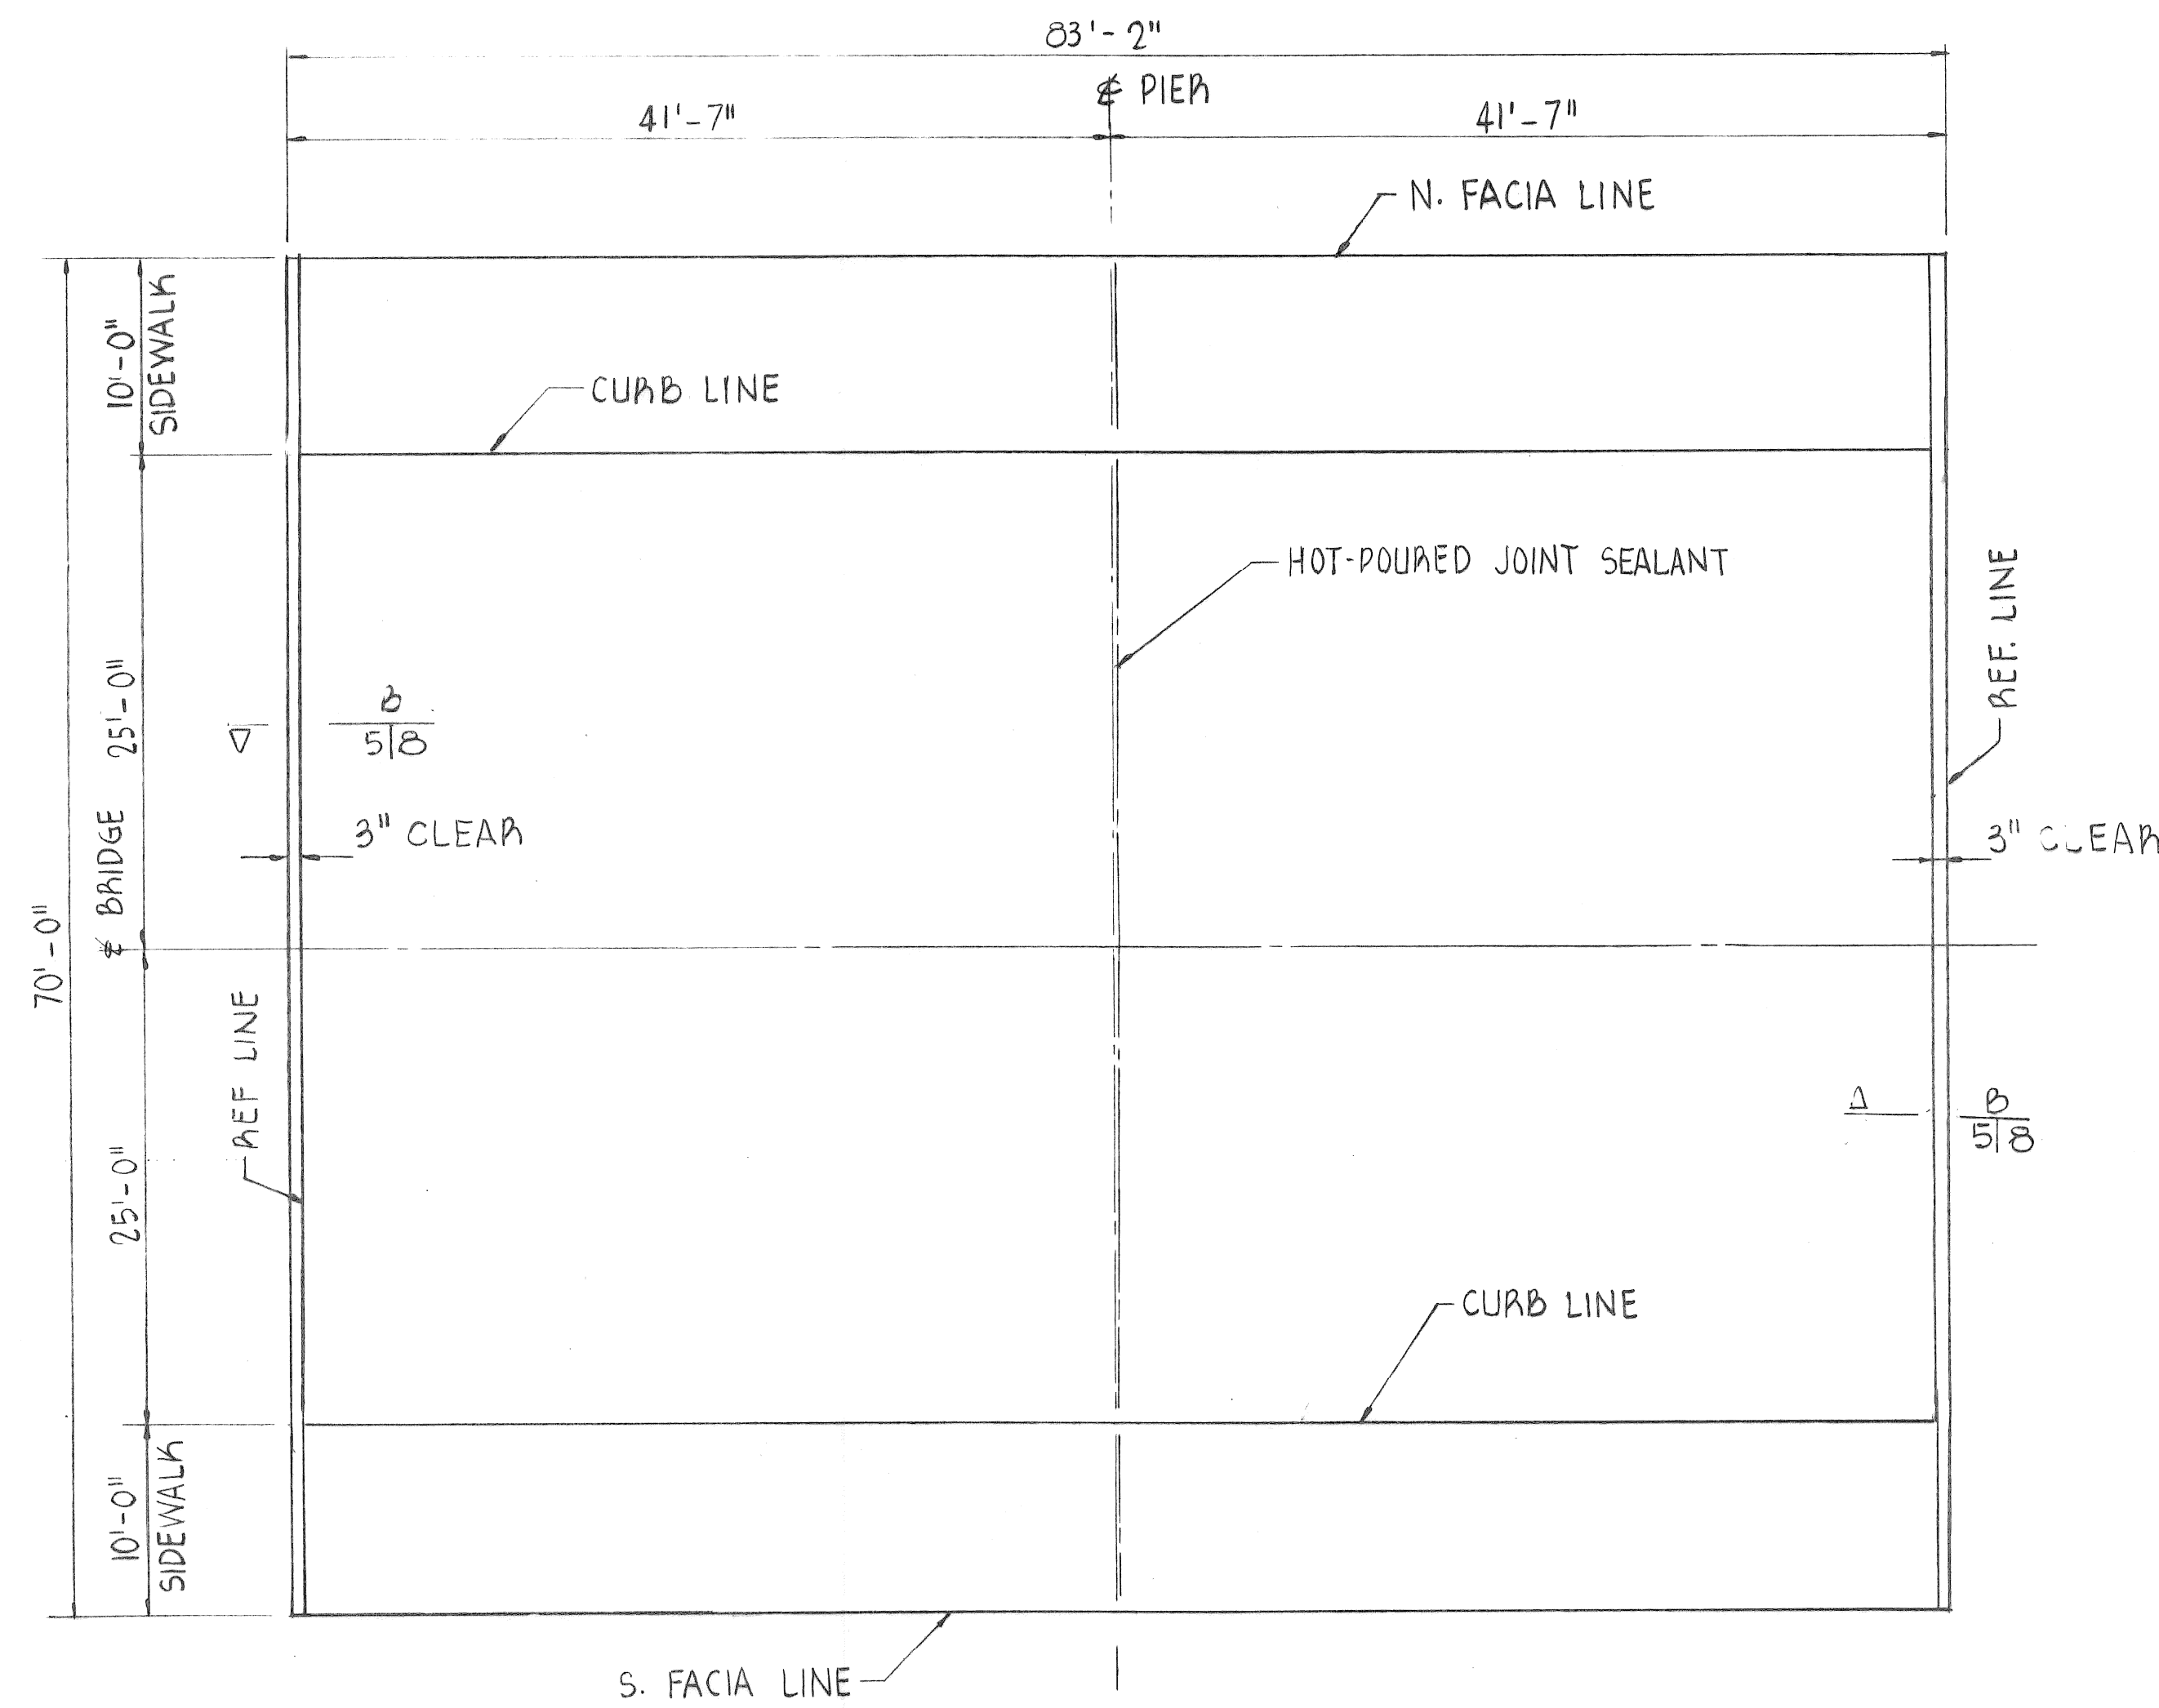 83'-2"
℄ PIER
41'-7"
41'-7"
N. FACIA LINE
10'-0"
SIDEWALK
CURB LINE
HOT-POURED JOINT SEALANT
REF. LINE
25'-0"
B
5|8
3" CLEAR
3" CLEAR
℄ BRIDGE
70'-0"
REF LINE
B
5|8
25'-0"
CURB LINE
10'-0"
SIDEWALK
S. FACIA LINE